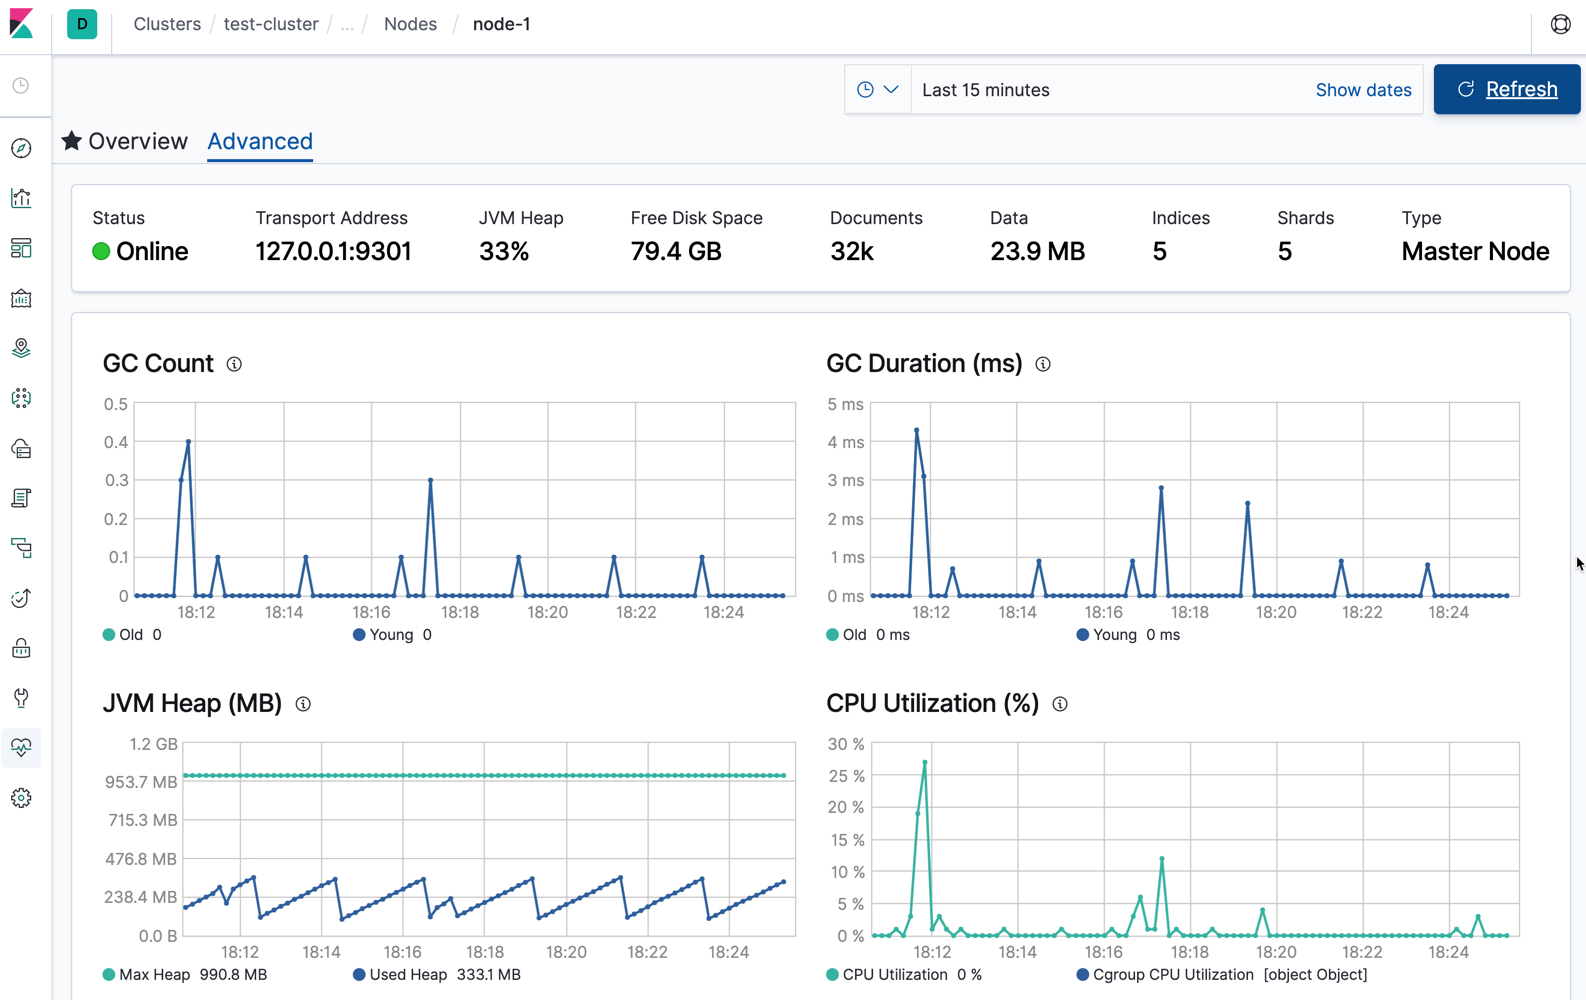 D Clusters / test-cluster / ... / Nodes / node-1
Last 15 minutes Show dates Refresh
Overview Advanced
Status Transport Address JVM Heap Free Disk Space Documents Data Indices Shards Type
Online 127.0.0.1:9301 33% 79.4 GB 32k 23.9 MB 5 5 Master Node
GC Count
0.5
0.4
0.3
0.2
0.1
0
18:12 18:14 18:16 18:18 18:20 18:22 18:24
Old 0 Young 0
GC Duration (ms)
5 ms
4 ms
3 ms
2 ms
1 ms
0 ms
18:12 18:14 18:16 18:18 18:20 18:22 18:24
Old 0 ms Young 0 ms
JVM Heap (MB)
1.2 GB
953.7 MB
715.3 MB
476.8 MB
238.4 MB
0.0 B
18:12 18:14 18:16 18:18 18:20 18:22 18:24
Max Heap 990.8 MB Used Heap 333.1 MB
CPU Utilization (%)
30 %
25 %
20 %
15 %
10 %
5 %
0 %
18:12 18:14 18:16 18:18 18:20 18:22 18:24
CPU Utilization 0 % Cgroup CPU Utilization [object Object]